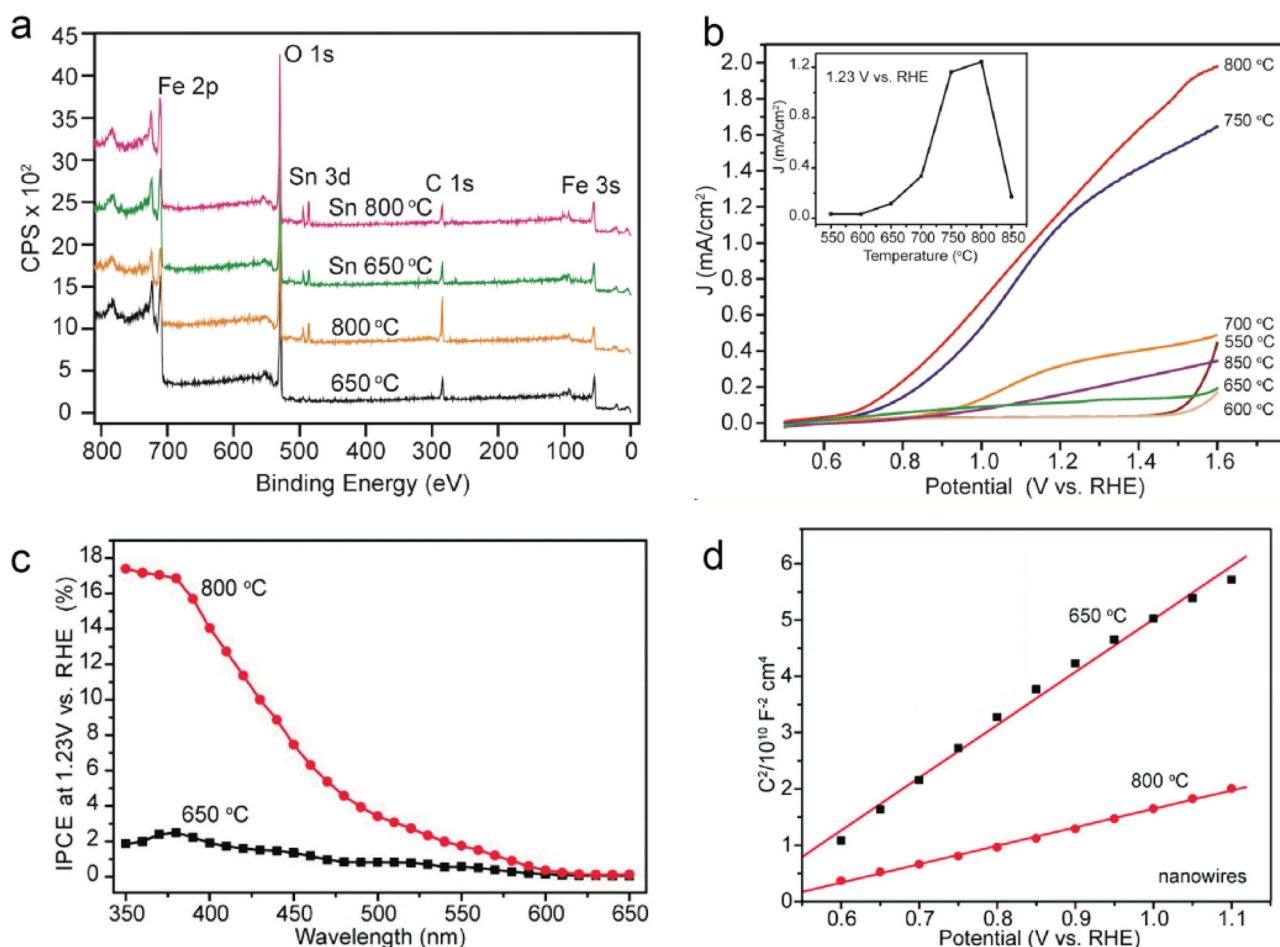 a
45
40
35
30
25
20
15
10
5
0
CPS x 10²
Fe 2p
O 1s
Sn 3d
C 1s
Fe 3s
Sn 800 °C
Sn 650 °C
800 °C
650 °C
800 700 600 500 400 300 200 100 0
Binding Energy (eV)
b
2.0
1.8
1.6
1.4
1.2
1.0
0.8
0.6
0.4
0.2
0.0
J (mA/cm²)
1.2
0.8
0.4
0.0
J (mA/cm²)
1.23 V vs. RHE
550 600 650 700 750 800 850
Temperature (°C)
800 °C
750 °C
700 °C
550 °C
850 °C
650 °C
600 °C
0.6 0.8 1.0 1.2 1.4 1.6
Potential (V vs. RHE)
c
18
16
14
12
10
8
6
4
2
0
IPCE at 1.23V vs. RHE (%)
800 °C
650 °C
350 400 450 500 550 600 650
Wavelength (nm)
d
6
5
4
3
2
1
0
C²/10¹⁰ F⁻² cm⁴
650 °C
800 °C
nanowires
0.6 0.7 0.8 0.9 1.0 1.1
Potential (V vs. RHE)